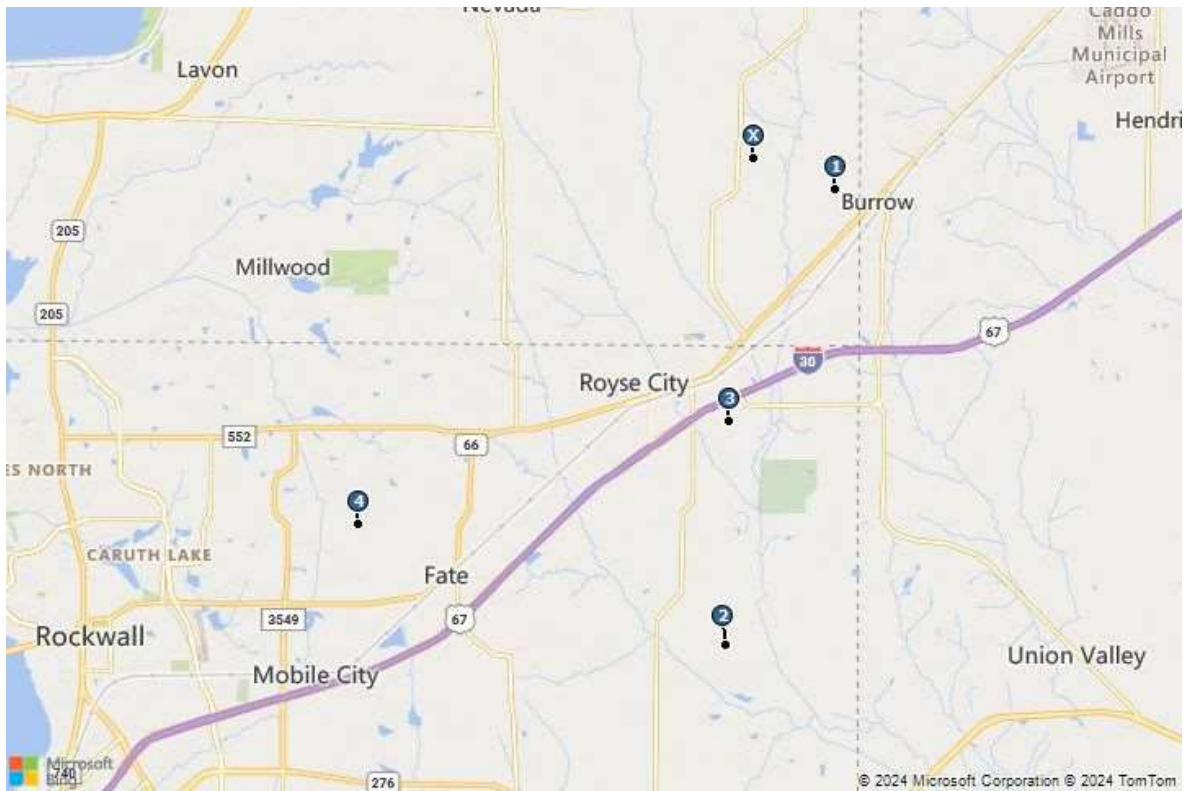 Nevada
Caddo
Mills
Municipal
Airport
Lavon
Hendri
X
1
Burrow
205
Millwood
205
67
30
Royse City
3
552
66
ES NORTH
4
CARUTH LAKE
Fate
3549
67
2
Rockwall
Union Valley
Mobile City
Microsoft
Bing
740
276
© 2024 Microsoft Corporation © 2024 TomTom